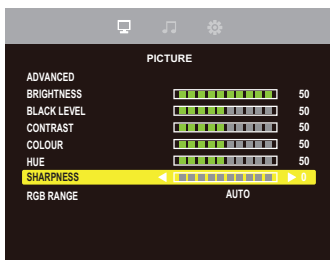 PICTURE
ADVANCED
BRIGHTNESS 50
BLACK LEVEL 50
CONTRAST 50
COLOUR 50
HUE 50
SHARPNESS 0
RGB RANGE AUTO